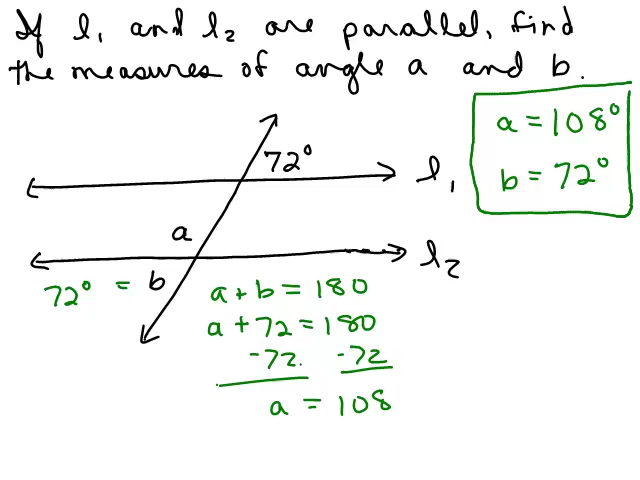 If l₁ and l₂ are parallel, find
the measures of angle a and b.
a = 108°
b = 72°
72°
l₁
a
l₂
72° = b
a + b = 180
a + 72 = 180
-72. -72
a = 108